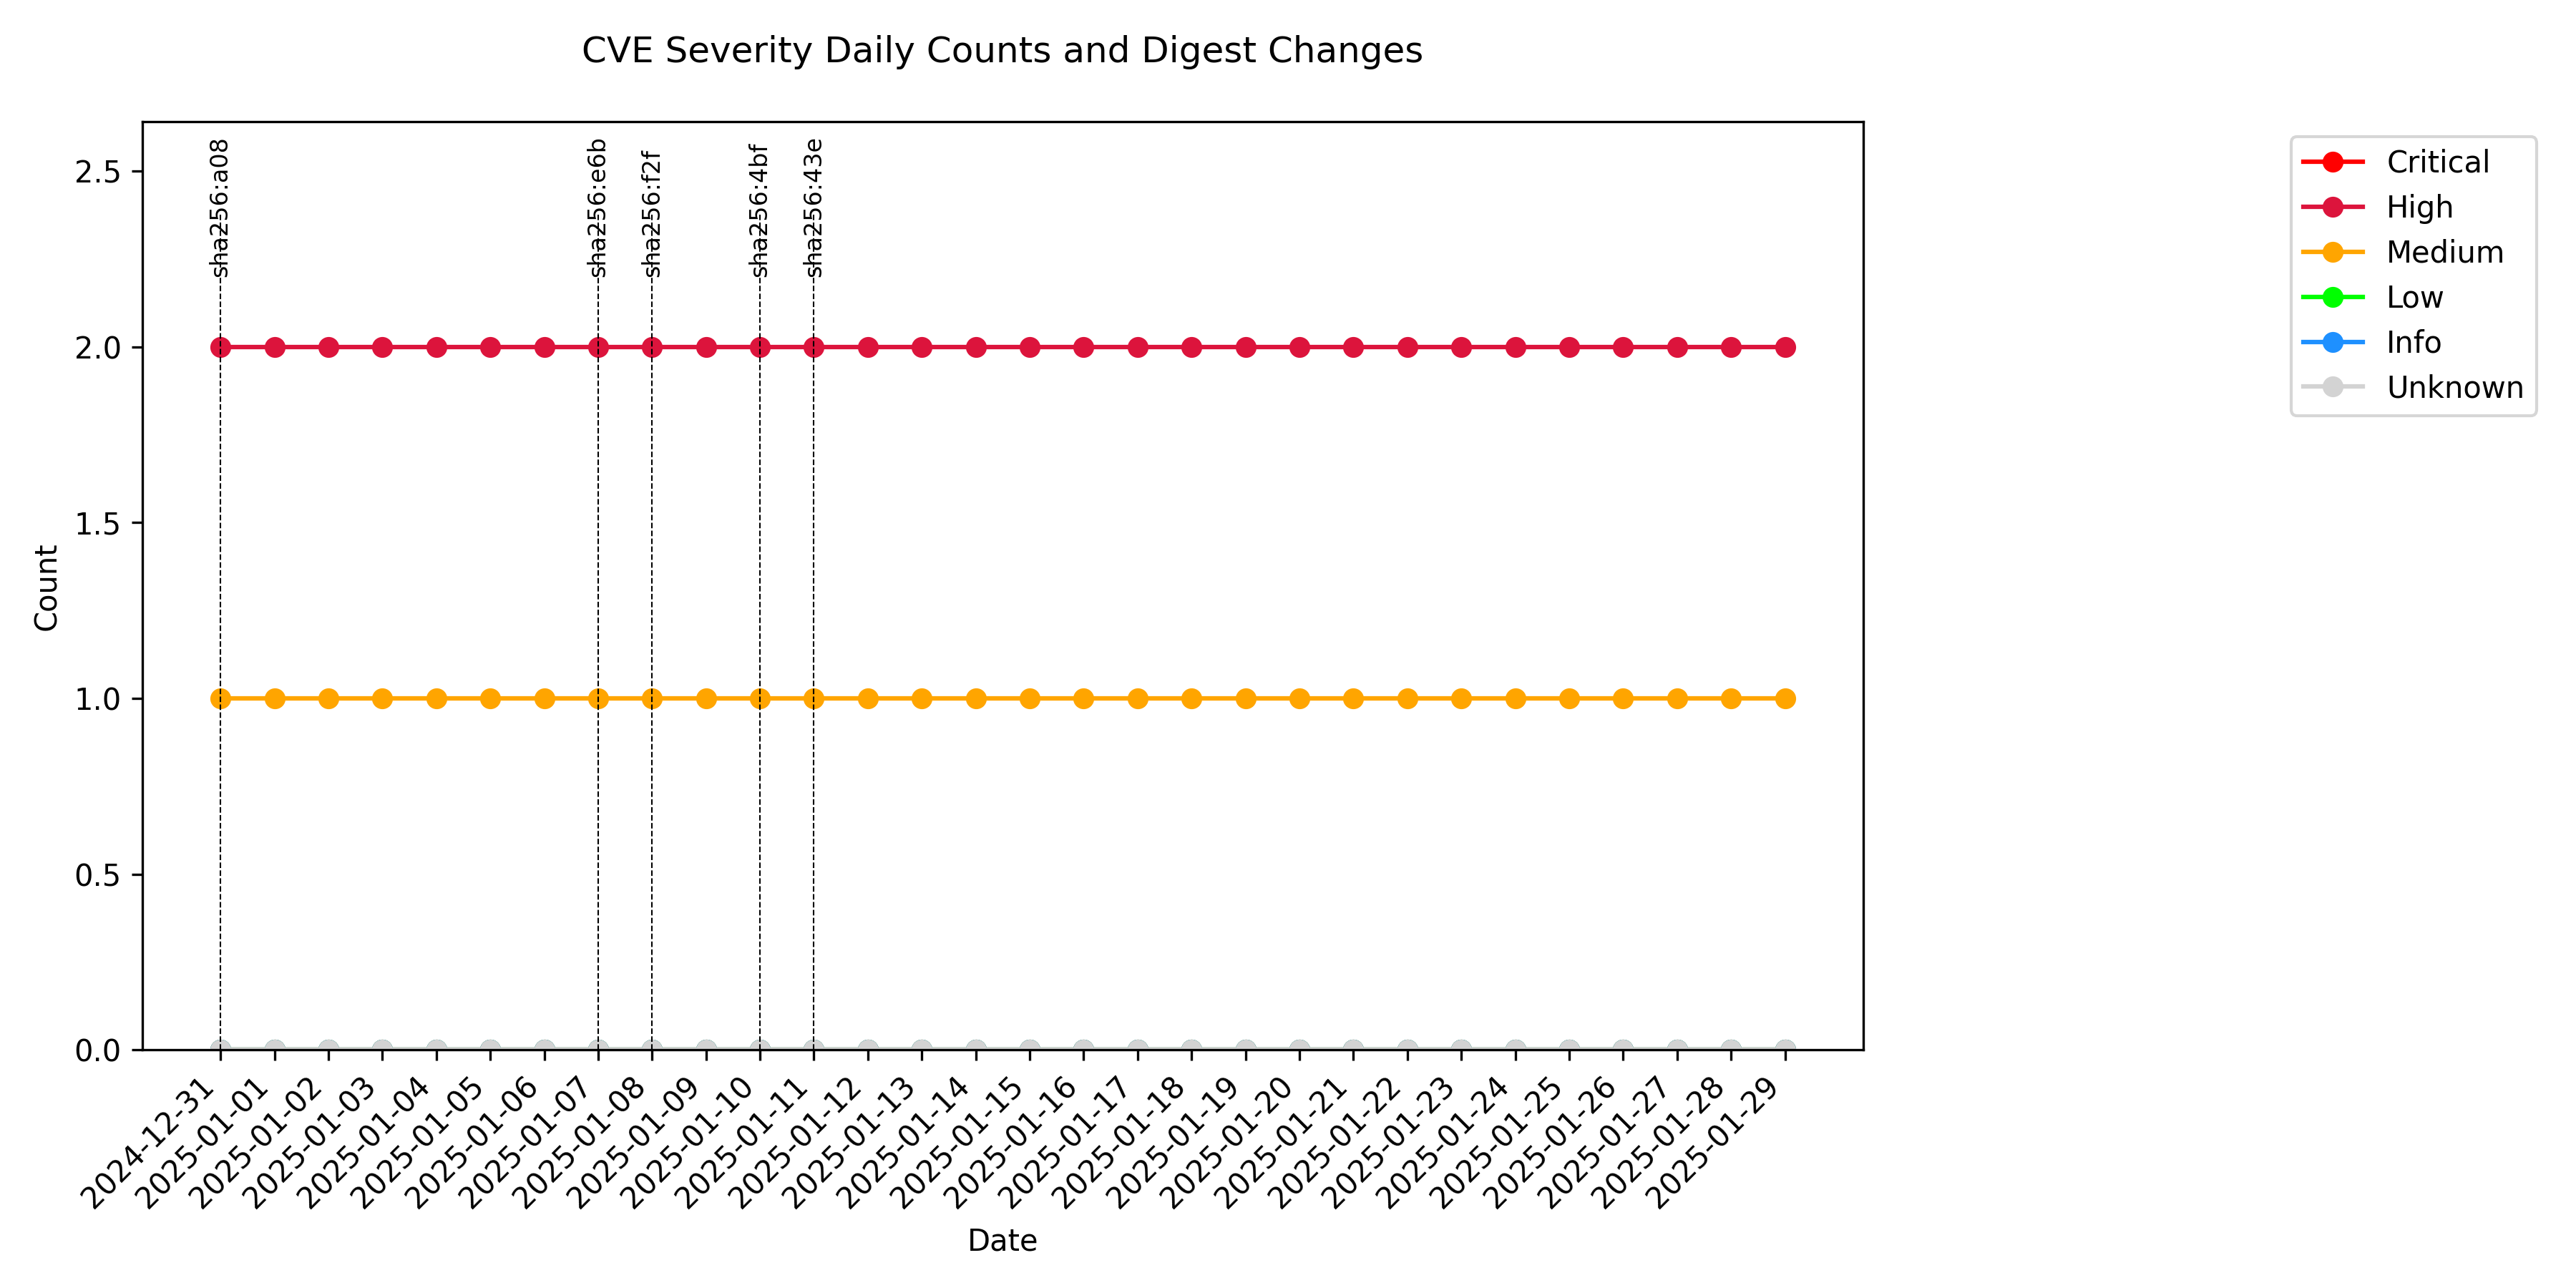 CVE Severity Daily Counts and Digest Changes
sha256:a08
sha256:e6b
sha256:f2f
sha256:4bf
sha256:43e
Critical
High
Medium
Low
Info
Unknown
2.5
2.0
1.5
1.0
0.5
0.0
Count
2024-12-31
2025-01-01
2025-01-02
2025-01-03
2025-01-04
2025-01-05
2025-01-06
2025-01-07
2025-01-08
2025-01-09
2025-01-10
2025-01-11
2025-01-12
2025-01-13
2025-01-14
2025-01-15
2025-01-16
2025-01-17
2025-01-18
2025-01-19
2025-01-20
2025-01-21
2025-01-22
2025-01-23
2025-01-24
2025-01-25
2025-01-26
2025-01-27
2025-01-28
2025-01-29
Date